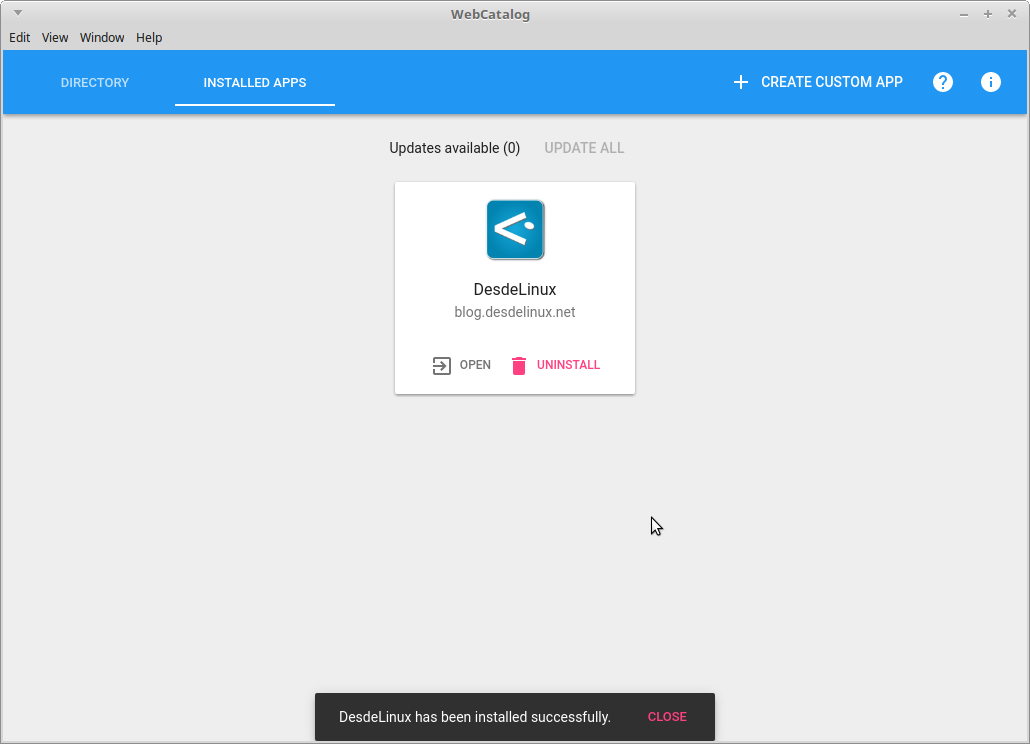 WebCatalog
Edit View Window Help
DIRECTORY INSTALLED APPS CREATE CUSTOM APP
Updates available (0) UPDATE ALL
DesdeLinux
blog.desdelinux.net
OPEN UNINSTALL
DesdeLinux has been installed successfully. CLOSE